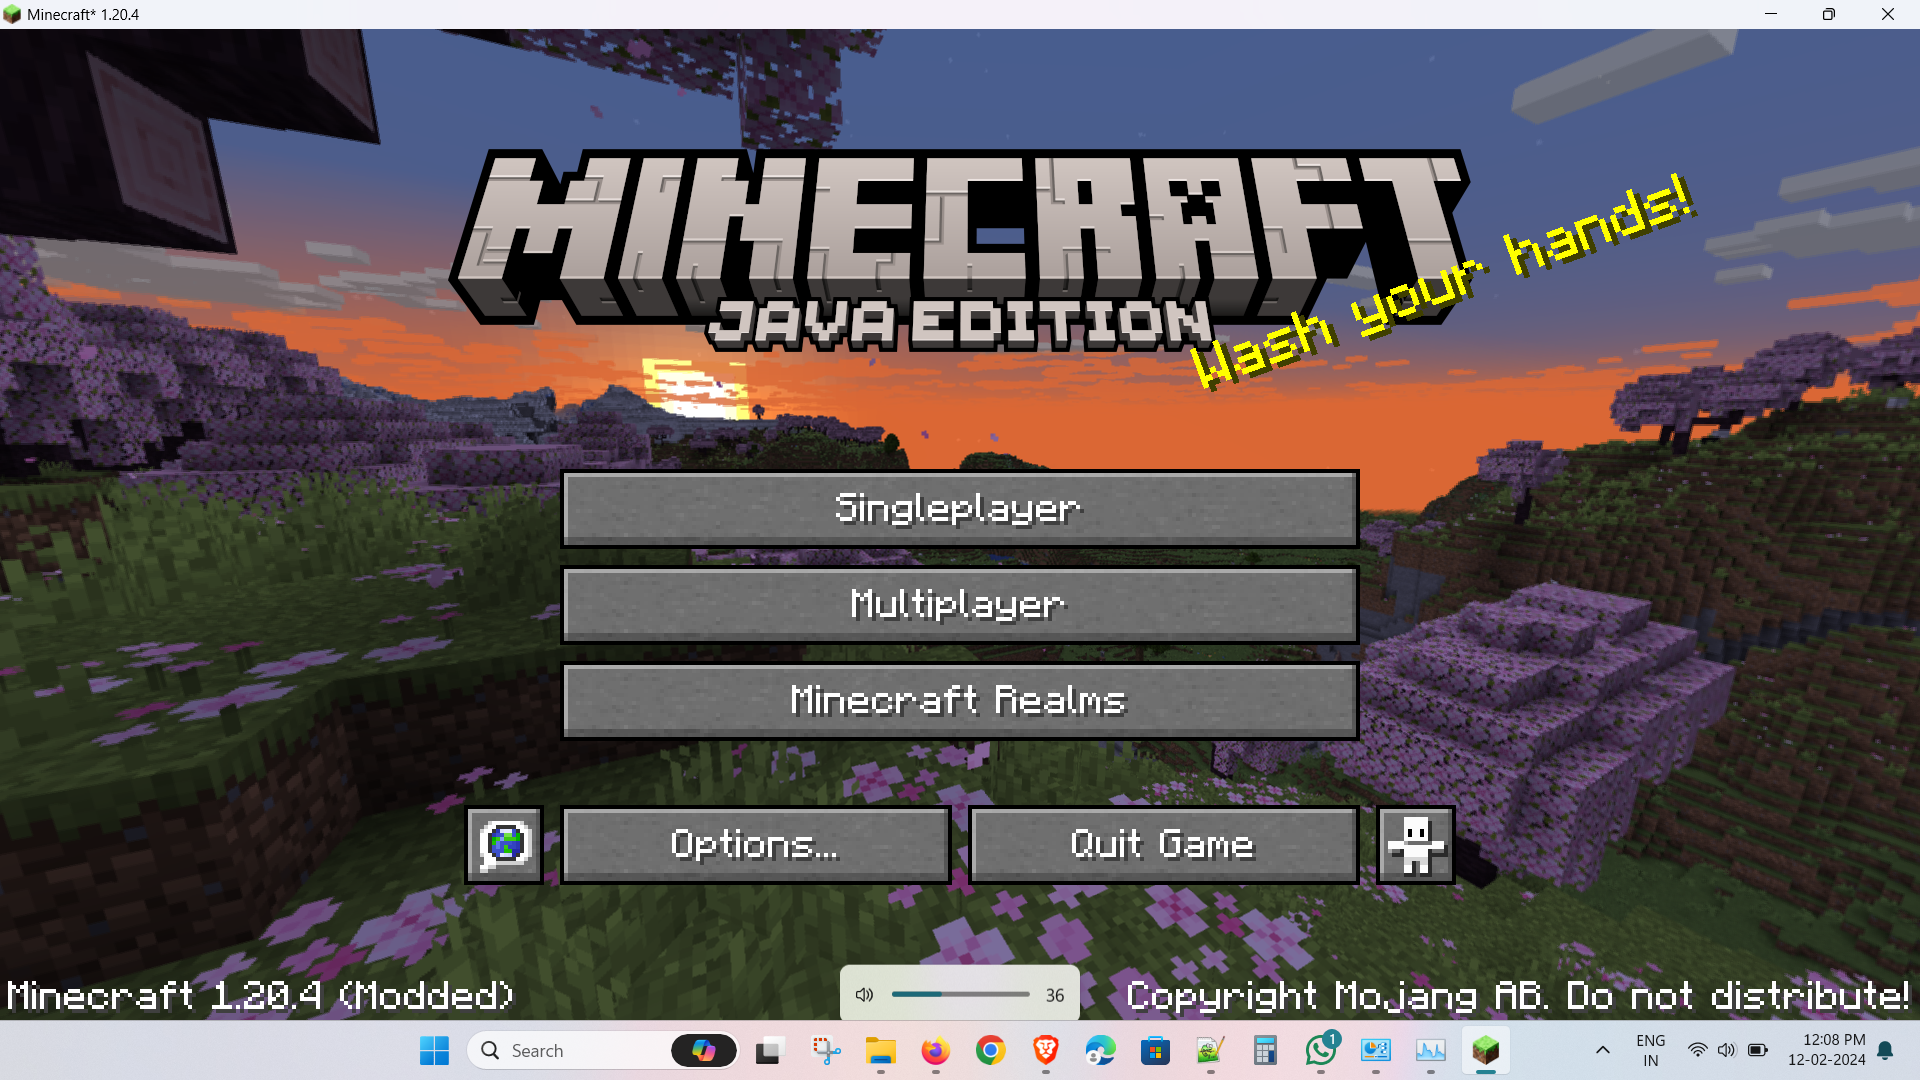 Minecraft* 1.20.4
MINECRAFT
JAVA EDITION
Wash your hands!
Singleplayer
Multiplayer
Minecraft Realms
Options...
Quit Game
Minecraft 1.20.4 (Modded)
36
Copyright Mojang AB. Do not distribute!
Search
1
ENG
IN
12:08 PM
12-02-2024